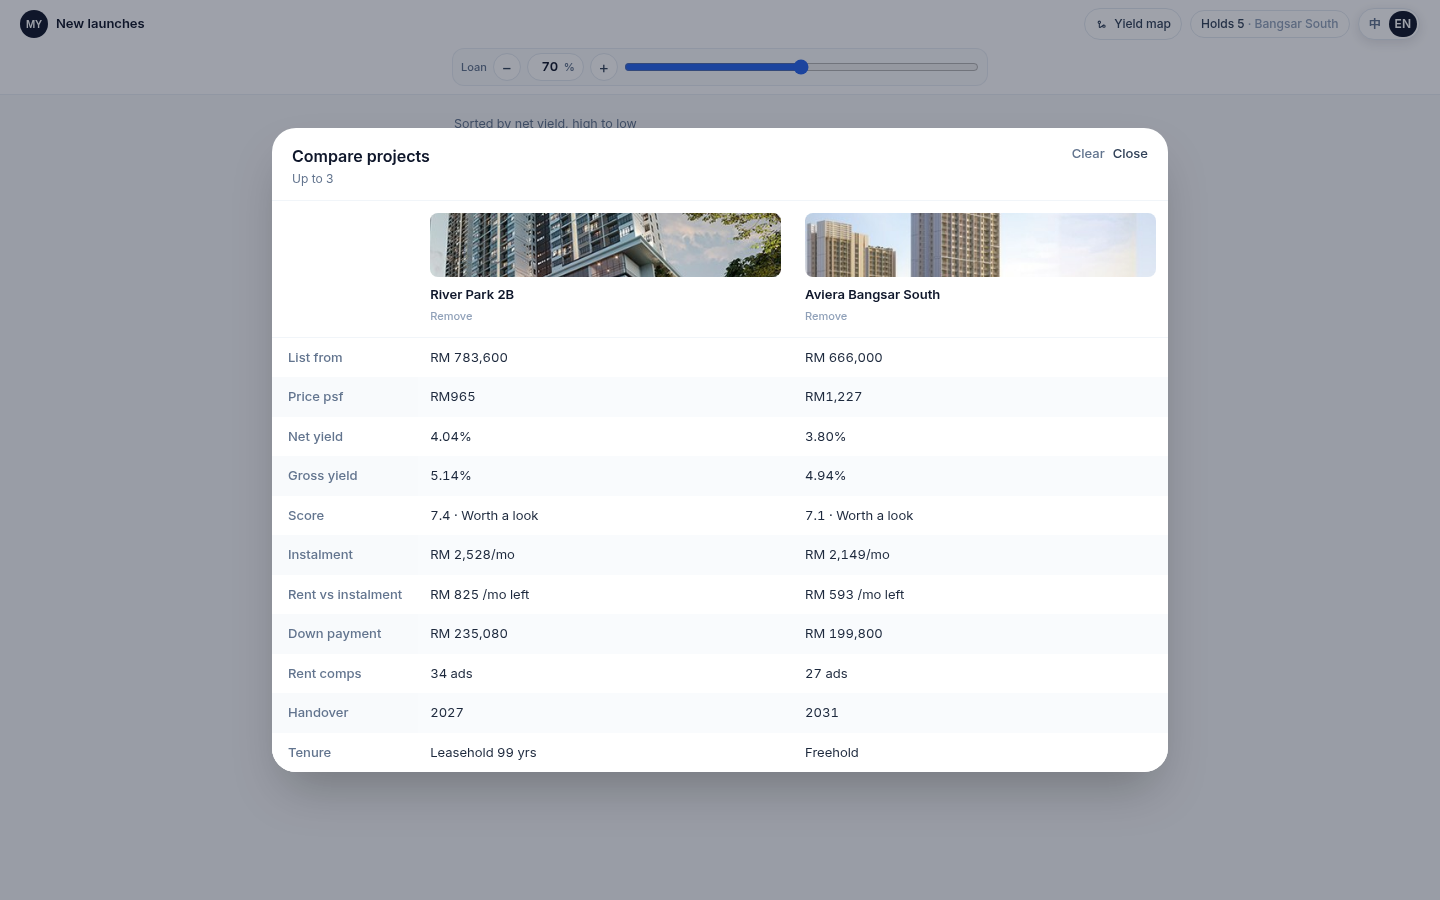 MY New launches
Yield map
Holds 5 · Bangsar South
中 EN
Loan − 70 % +
Sorted by net yield, high to low
Compare projects
Clear Close
Up to 3
River Park 2B Aviera Bangsar South
Remove Remove
List from RM 783,600 RM 666,000
Price psf RM965 RM1,227
Net yield 4.04% 3.80%
Gross yield 5.14% 4.94%
Score 7.4 · Worth a look 7.1 · Worth a look
Instalment RM 2,528/mo RM 2,149/mo
Rent vs instalment RM 825 /mo left RM 593 /mo left
Down payment RM 235,080 RM 199,800
Rent comps 34 ads 27 ads
Handover 2027 2031
Tenure Leasehold 99 yrs Freehold